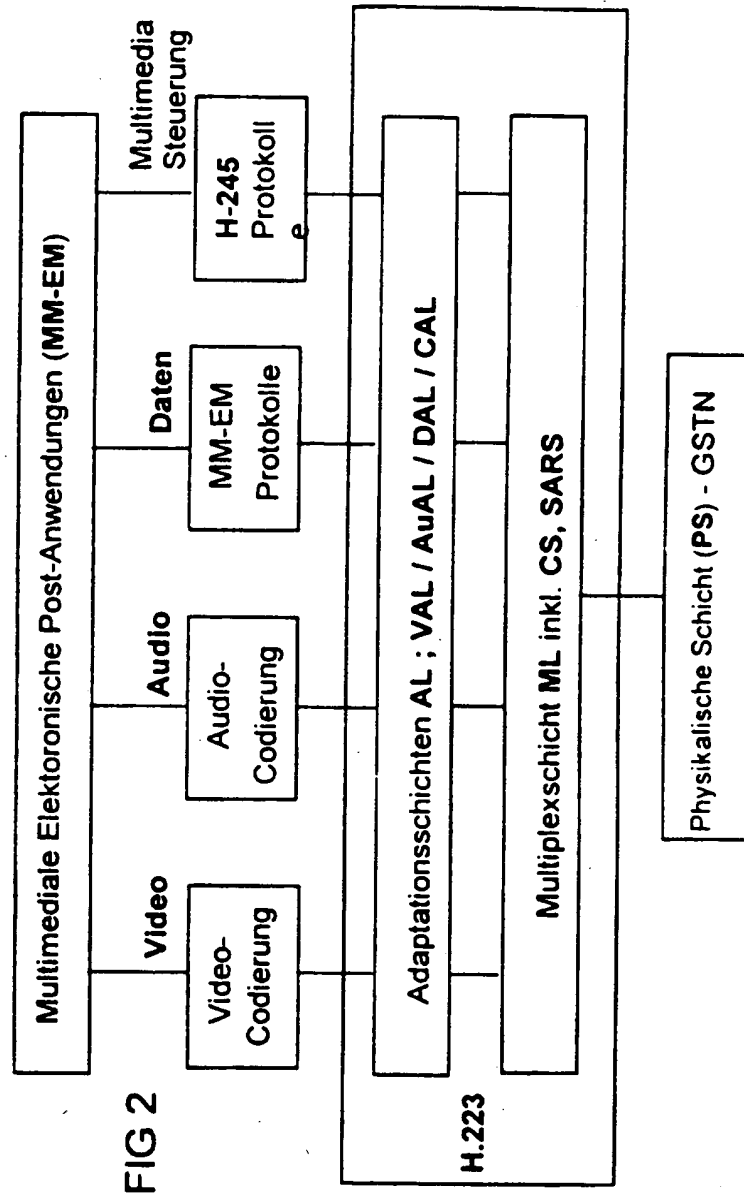 FIG 2
Multimediale Elektoronische Post-Anwendungen (MM-EM)
Video
Audio
Daten
Multimedia
Steuerung
Video-
Codierung
Audio-
Codierung
MM-EM
Protokolle
H-245
Protokoll
e
H.223
Adaptationsschichten AL ; VAL / AuAL / DAL / CAL
Multiplexschicht ML inkl. CS, SARS
Physikalische Schicht (PS) - GSTN